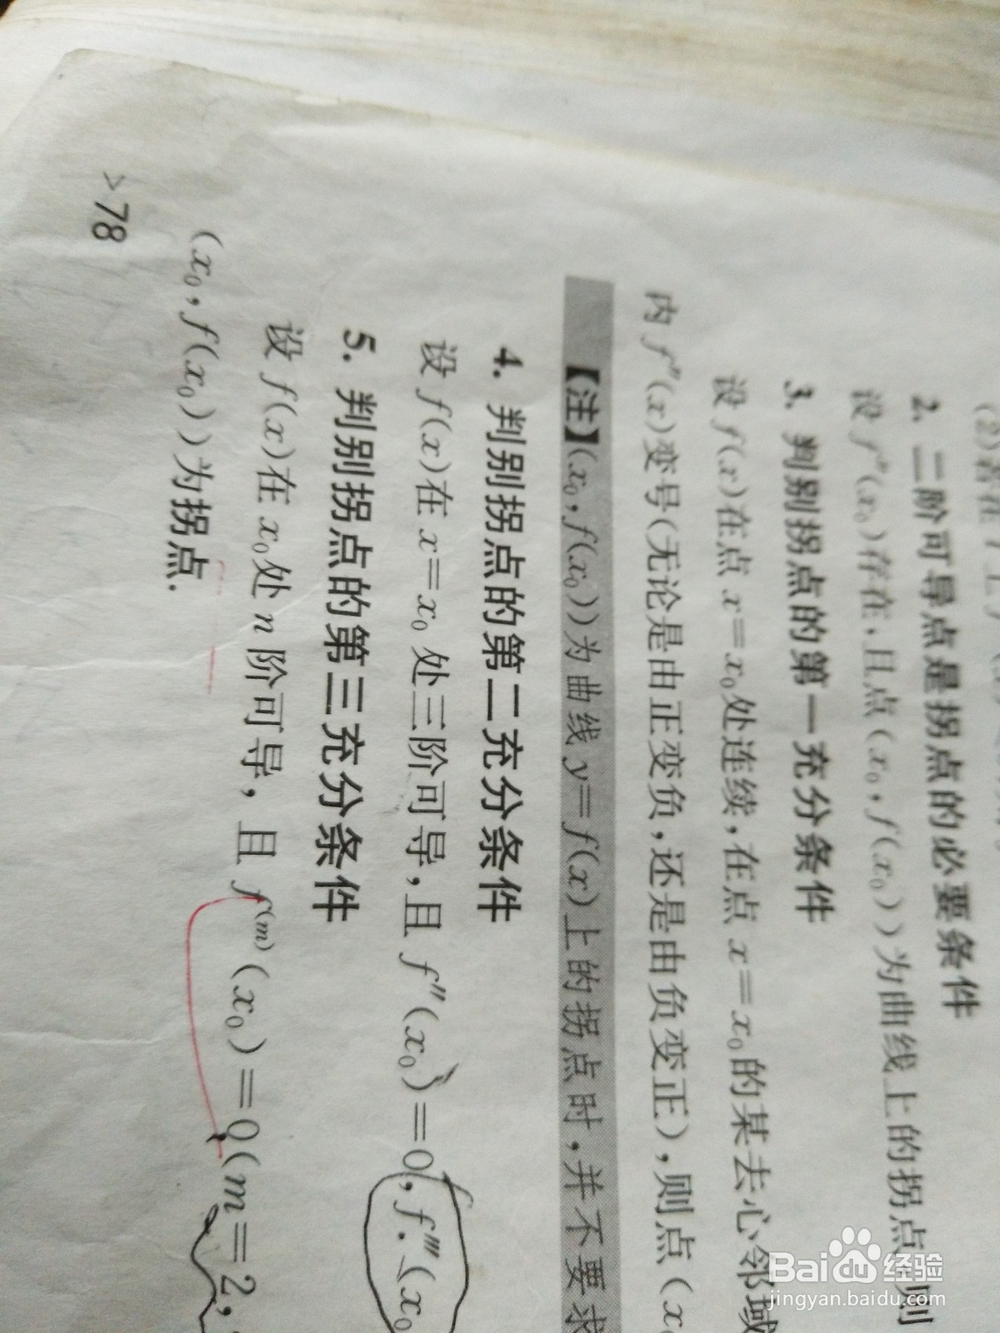 2. 二阶可导点是拐点的必要条件
设 f″(x₀)存在,且点(x₀,f(x₀))为曲线上的拐点 则
3. 判别拐点的第一充分条件
设 f(x)在点 x=x₀处连续,在点 x=x₀的某去心邻域
内 f″(x)变号(无论是由正变负,还是由负变正),则点(x₀
【注】(x₀,f(x₀))为曲线 y=f(x)上的拐点时,并不要求
4. 判别拐点的第二充分条件
设 f(x)在 x=x₀ 处三阶可导,且 f″(x₀)=0,f‴(x₀
5. 判别拐点的第三充分条件
设 f(x)在 x₀处 n 阶可导,且 f⁽ᵐ⁾(x₀)=0(m=2,
(x₀,f(x₀))为拐点.
>78
Baidu 经验
jingyan.baidu.com